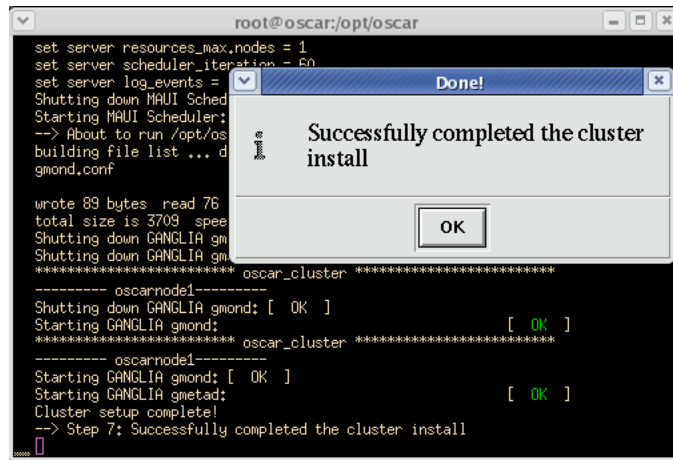 root@oscar:/opt/oscar
set server resources_max.nodes = 1
set server scheduler_iteration = 60
set server log_events =
Shutting down MAUI Sched
Starting MAUI Scheduler:
--> About to run /opt/os
building file list ... d
gmond.conf
wrote 89 bytes  read 76
total size is 3709  spee
Shutting down GANGLIA gm
Shutting down GANGLIA gm
Done!
Successfully completed the cluster
install
OK
************************* oscar_cluster *************************
--------- oscarnode1---------
Shutting down GANGLIA gmond: [  OK  ]
Starting GANGLIA gmond: [  OK  ]
************************* oscar_cluster *************************
--------- oscarnode1---------
Starting GANGLIA gmond: [  OK  ]
Starting GANGLIA gmetad: [  OK  ]
Cluster setup complete!
--> Step 7: Successfully completed the cluster install